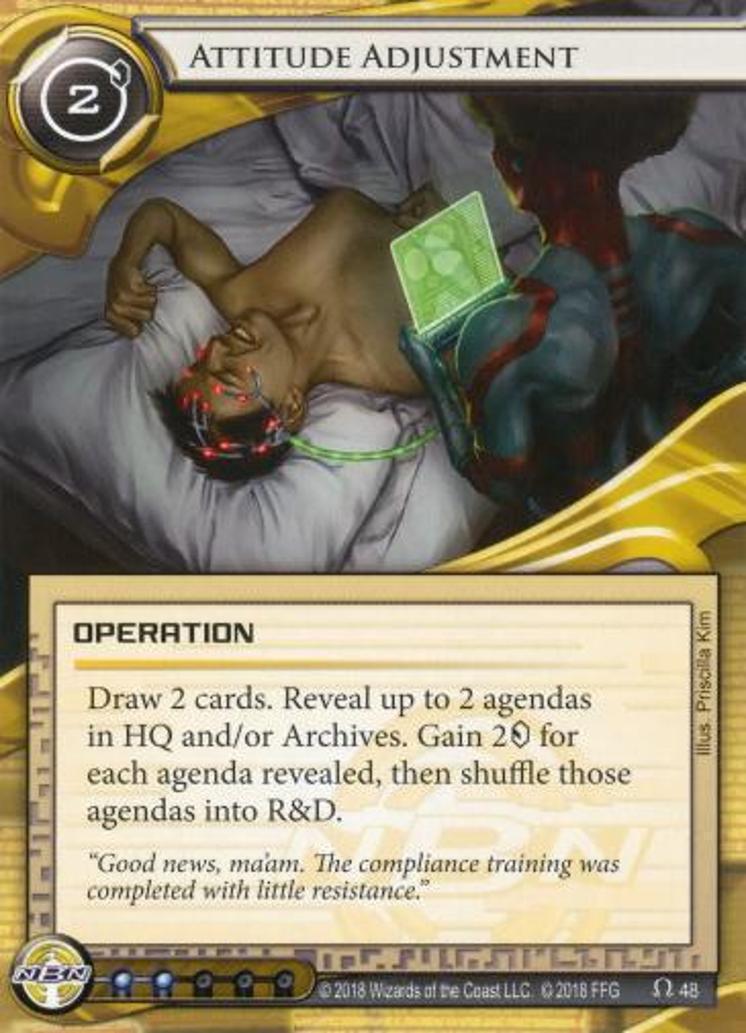 ATTITUDE ADJUSTMENT
2
OPERATION
Draw 2 cards. Reveal up to 2 agendas
in HQ and/or Archives. Gain 2 for
each agenda revealed, then shuffle those
agendas into R&D.
“Good news, ma'am. The compliance training was
completed with little resistance.”
Illus. Priscilla Kim
NBN
NBN
© 2018 Wizards of the Coast LLC. © 2018 FFG Ω 48